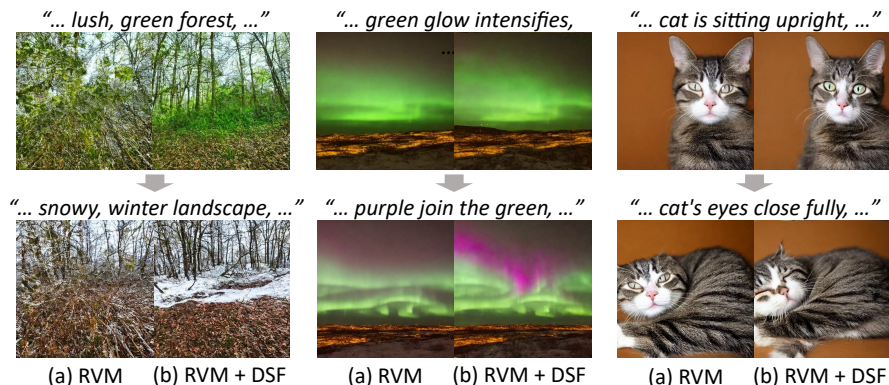 “... lush, green forest, ...”
“... green glow intensifies,
...
“... cat is sitting upright, ...”
“... snowy, winter landscape, ...”
“... purple join the green, ...”
“... cat's eyes close fully, ...”
(a) RVM
(b) RVM + DSF
(a) RVM
(b) RVM + DSF
(a) RVM
(b) RVM + DSF